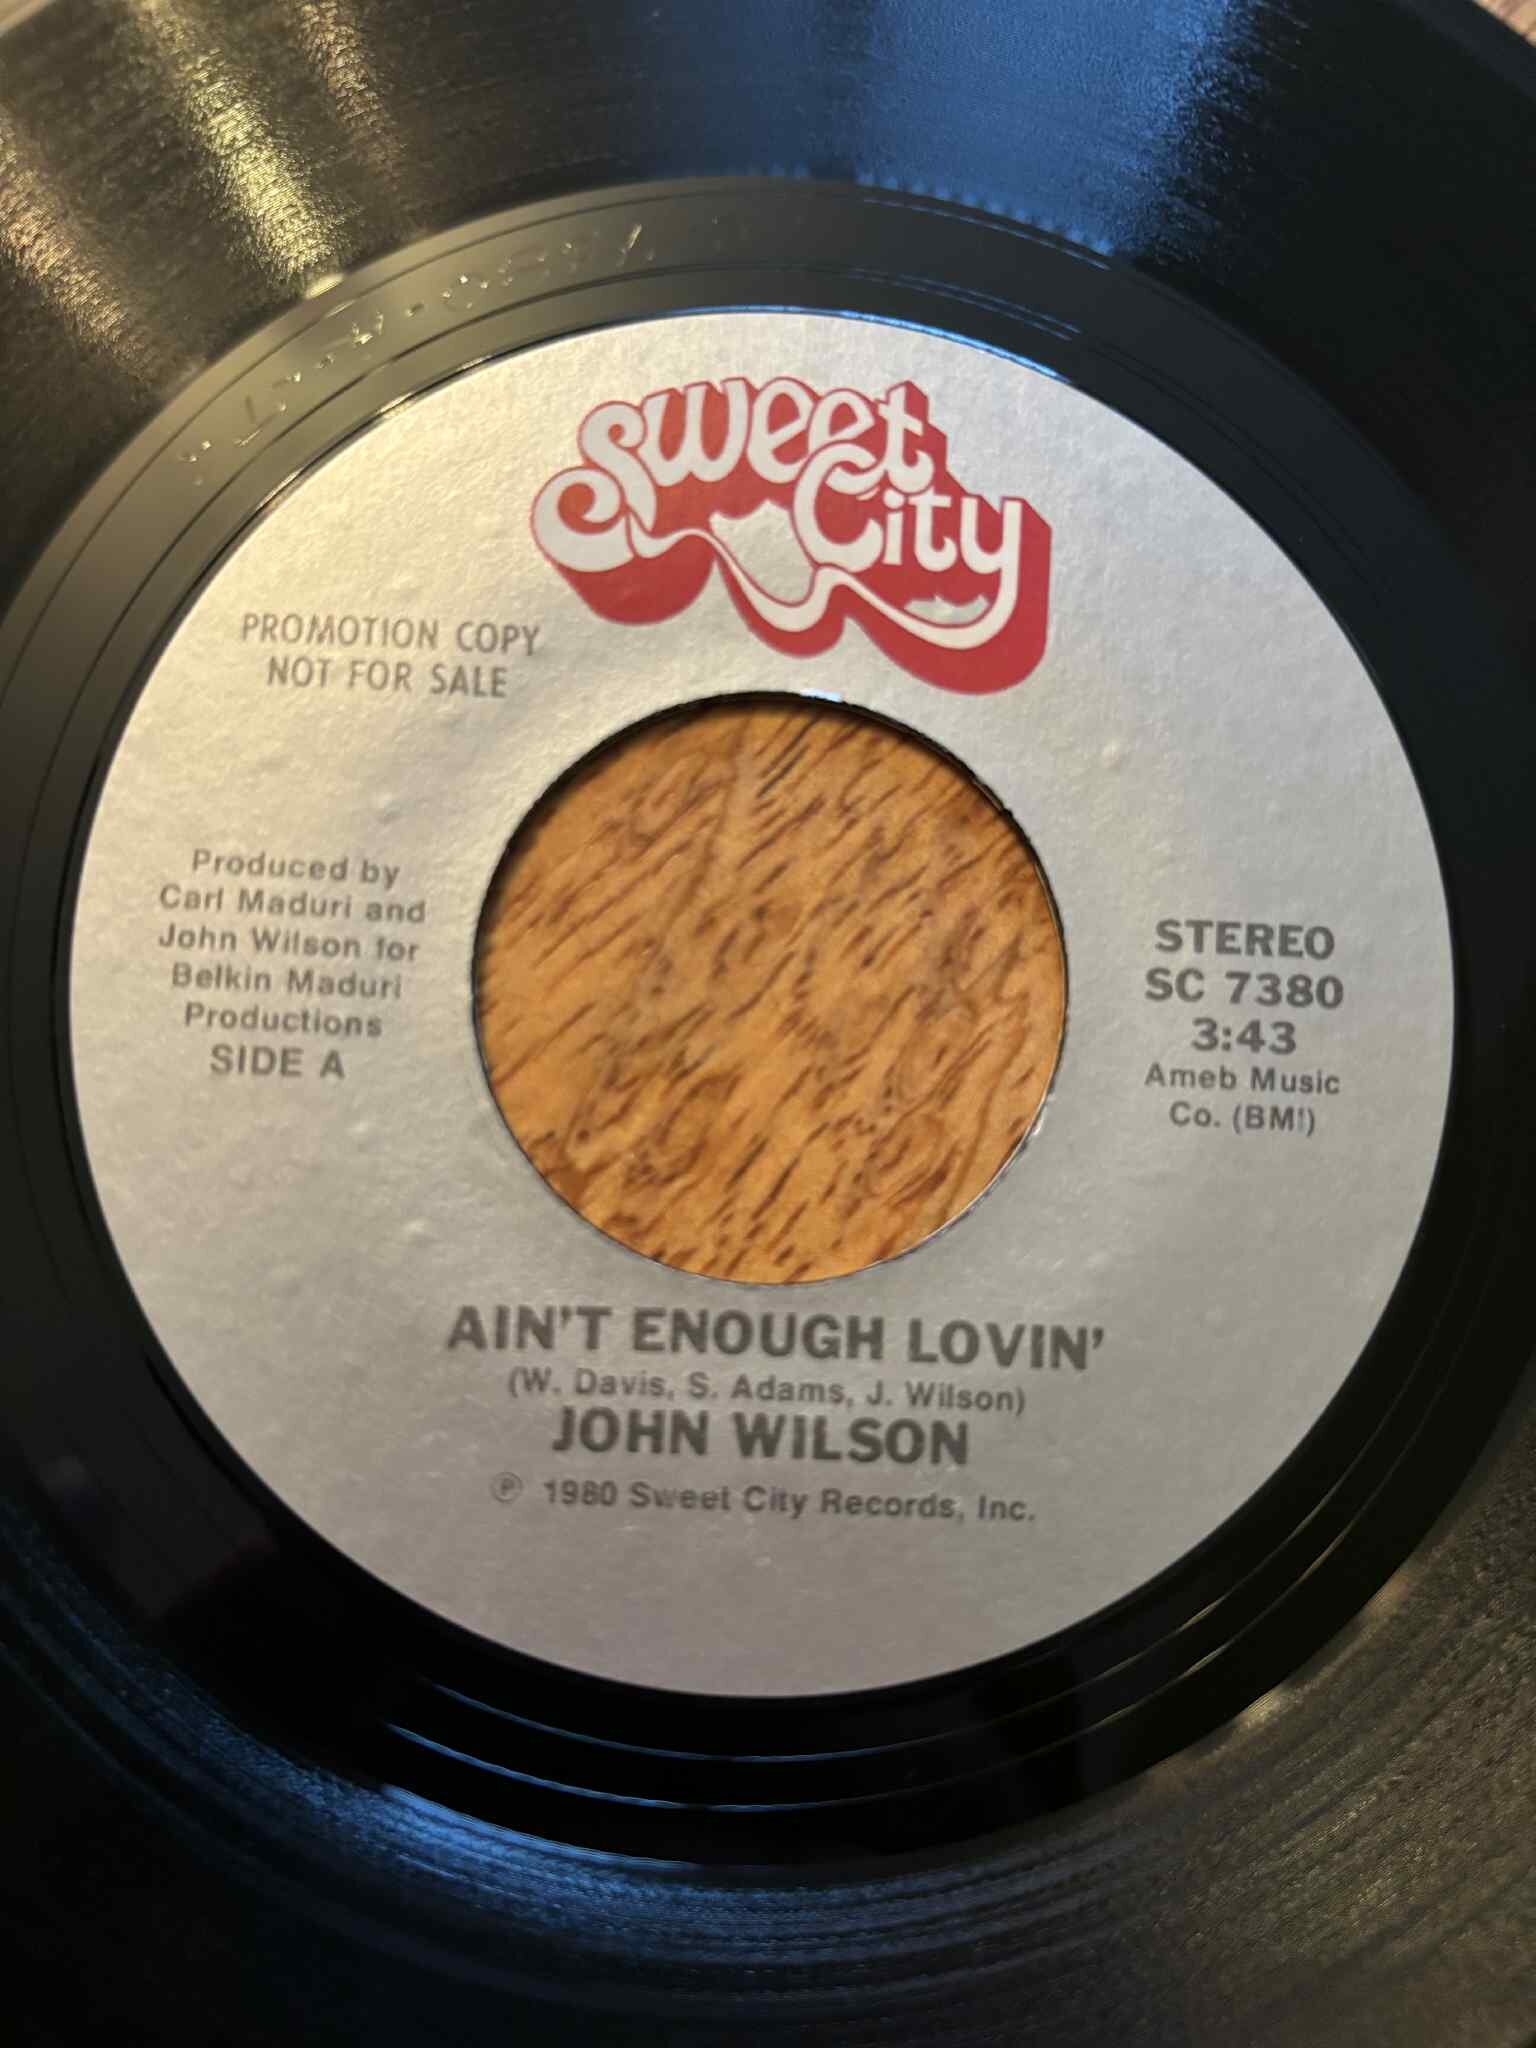 Sweet
City
PROMOTION COPY
NOT FOR SALE
Produced by
Carl Maduri and
John Wilson for
Belkin Maduri
Productions
SIDE A
STEREO
SC 7380
3:43
Ameb Music
Co. (BMI)
AIN'T ENOUGH LOVIN'
(W. Davis, S. Adams, J. Wilson)
JOHN WILSON
℗ 1980 Sweet City Records, Inc.